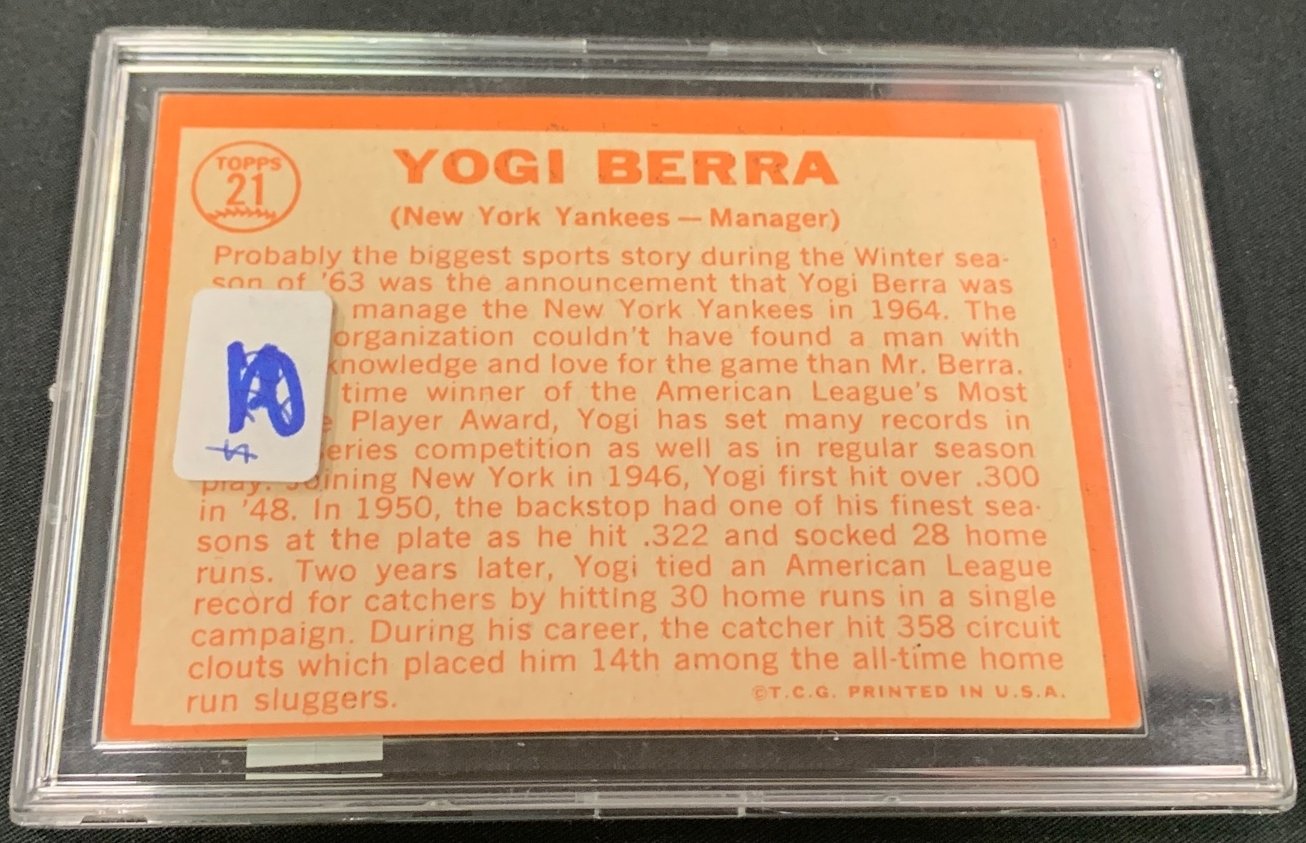 TOPPS
21
YOGI BERRA
(New York Yankees — Manager)
Probably the biggest sports story during the Winter sea-
son of '63 was the announcement that Yogi Berra was
manage the New York Yankees in 1964. The
organization couldn't have found a man with
knowledge and love for the game than Mr. Berra.
time winner of the American League's Most
Player Award, Yogi has set many records in
competition as well as in regular season
play. Joining New York in 1946, Yogi first hit over .300
in '48. In 1950, the backstop had one of his finest sea-
sons at the plate as he hit .322 and socked 28 home
runs. Two years later, Yogi tied an American League
record for catchers by hitting 30 home runs in a single
campaign. During his career, the catcher hit 358 circuit
clouts which placed him 14th among the all-time home
run sluggers.
©T.C.G. PRINTED IN U.S.A.